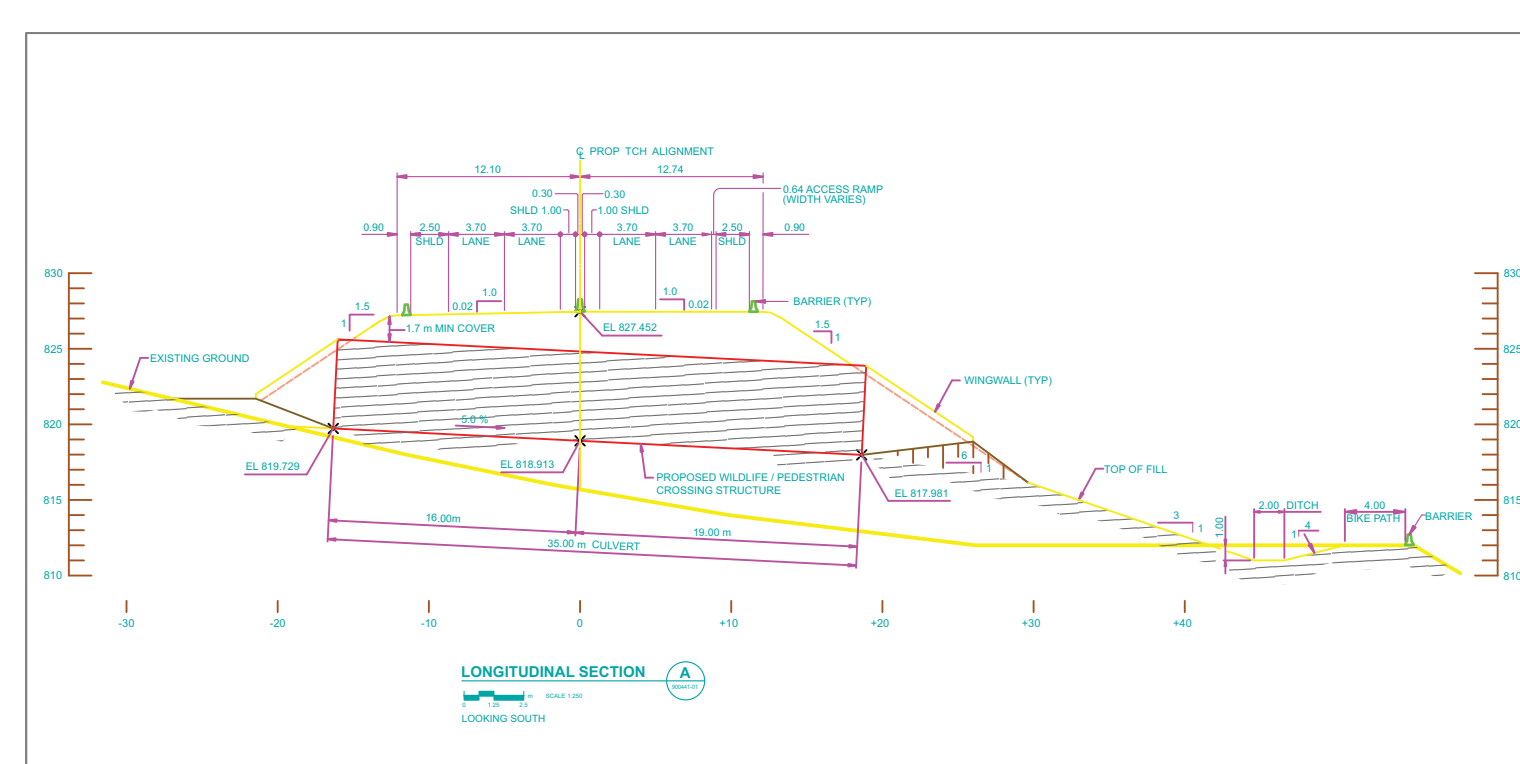 ℄ PROP TCH ALIGNMENT
12.10
12.74
0.30
0.30
0.64 ACCESS RAMP
(WIDTH VARIES)
SHLD 1.00
1.00 SHLD
0.90
2.50
3.70
3.70
3.70
3.70
2.50
0.90
SHLD
LANE
LANE
LANE
LANE
SHLD
830
830
1.5
1
0.02
1.0
1.0
0.02
BARRIER (TYP)
1.7 m MIN COVER
EL 827.452
1.5
1
825
825
EXISTING GROUND
WINGWALL (TYP)
820
820
5.0 %
EL 819.729
EL 818.913
PROPOSED WILDLIFE / PEDESTRIAN
CROSSING STRUCTURE
6
1
TOP OF FILL
EL 817.981
815
815
16.00m
19.00 m
35.00 m CULVERT
3
1
1.00
2.00 DITCH
4
1
4.00
BIKE PATH
BARRIER
810
810
-30
-20
-10
0
+10
+20
+30
+40
LONGITUDINAL SECTION
A
900441-01
m
SCALE 1:250
0
1.25
2.5
LOOKING SOUTH